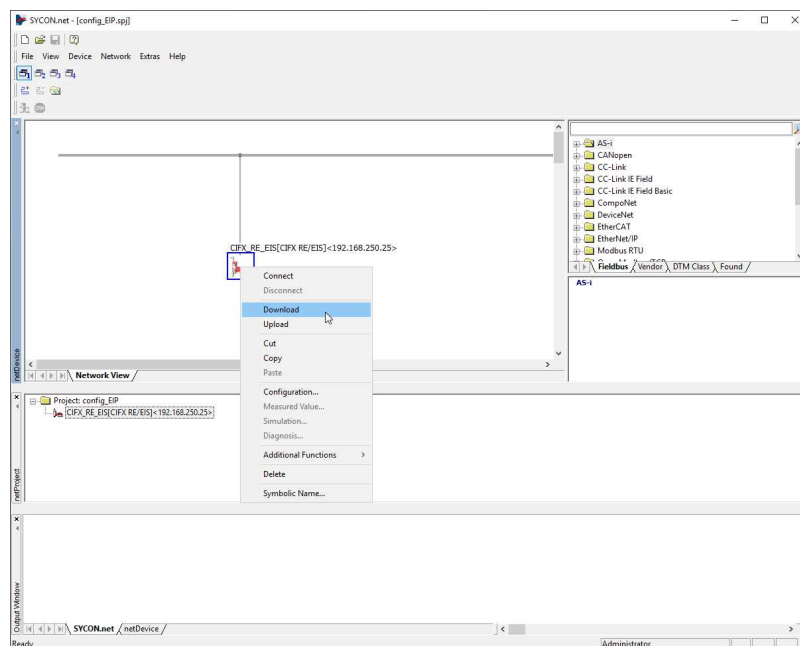 SYCON.net - [config_EIP.spj]
File View Device Network Extras Help
AS-i
CANopen
CC-Link
CC-Link IE Field
CC-Link IE Field Basic
CompoNet
DeviceNet
EtherCAT
EtherNet/IP
Modbus RTU
Fieldbus Vendor DTM Class Found
AS-i
CIFX_RE_EIS[CIFX RE/EIS]<192.168.250.25>
Connect
Disconnect
Download
Upload
Cut
Copy
Paste
Configuration...
Measured Value...
Simulation...
Diagnosis...
Additional Functions
Delete
Symbolic Name...
netDevice
Network View
netProject
Project: config_EIP
CIFX_RE_EIS[CIFX RE/EIS]<192.168.250.25>
Output Window
SYCON.net netDevice
Ready Administrator